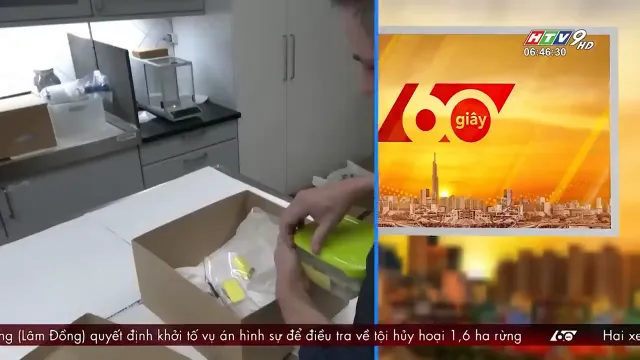 HTV9 HD
06:46:30
60 giây
ng (Lâm Đồng) quyết định khởi tố vụ án hình sự để điều tra về tội hủy hoại 1,6 ha rừng 60 Hai xe